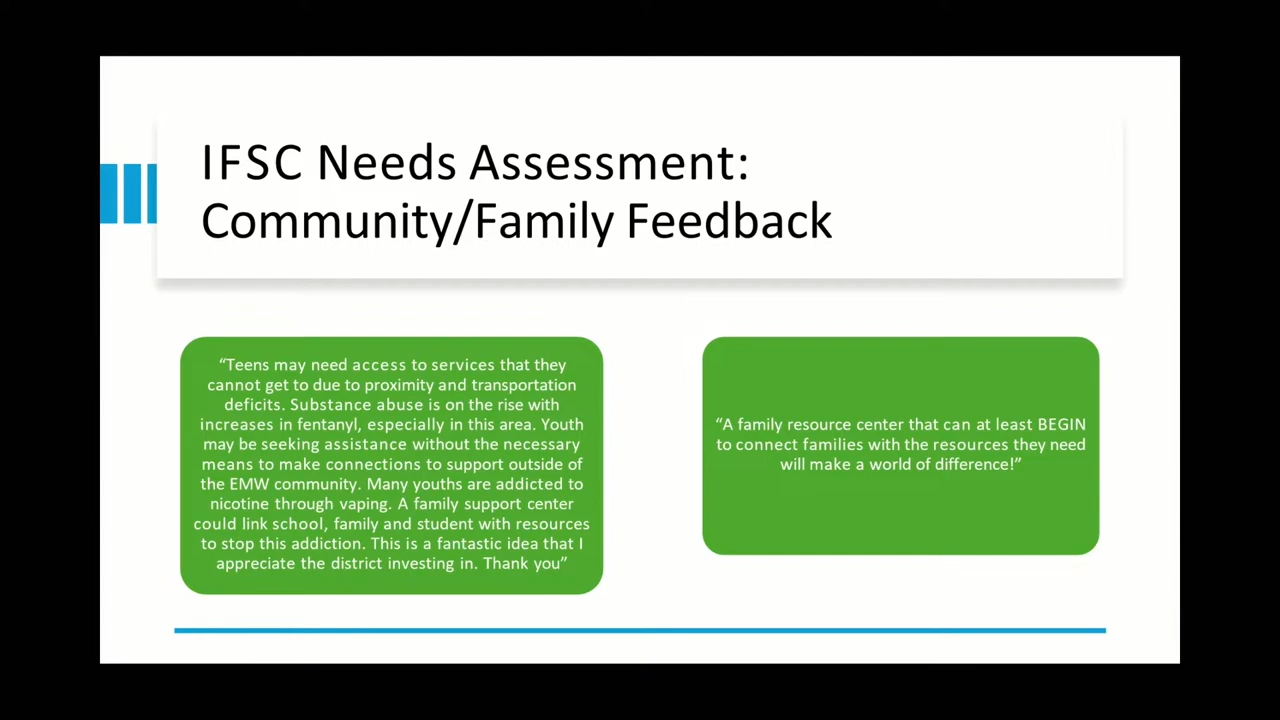 IFSC Needs Assessment:
Community/Family Feedback
“Teens may need access to services that they
cannot get to due to proximity and transportation
deficits. Substance abuse is on the rise with
increases in fentanyl, especially in this area. Youth
may be seeking assistance without the necessary
means to make connections to support outside of
the EMW community. Many youths are addicted to
nicotine through vaping. A family support center
could link school, family and student with resources
to stop this addiction. This is a fantastic idea that I
appreciate the district investing in. Thank you”
“A family resource center that can at least BEGIN
to connect families with the resources they need
will make a world of difference!”